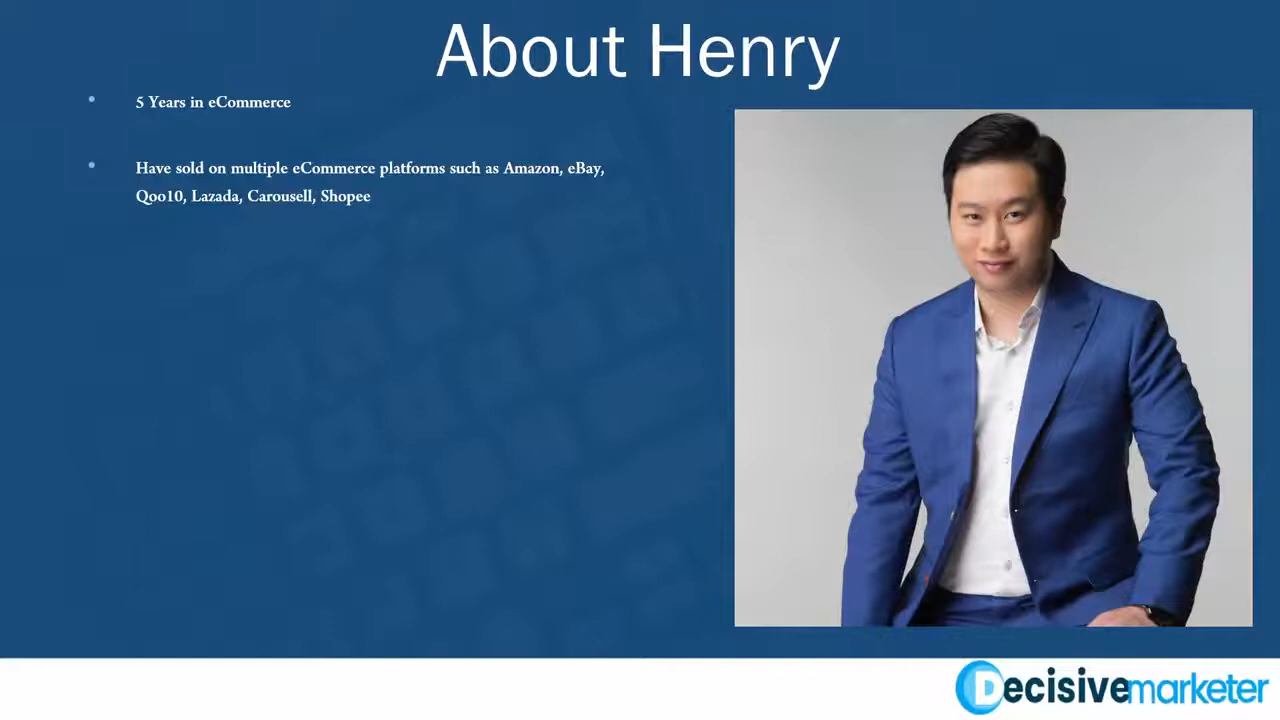 About Henry
5 Years in eCommerce
Have sold on multiple eCommerce platforms such as Amazon, eBay,
Qoo10, Lazada, Carousell, Shopee
Decisivemarketer